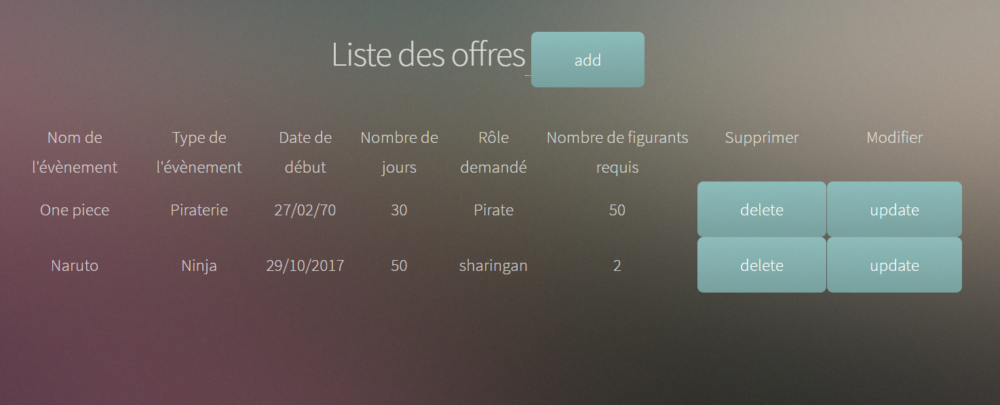 Liste des offres add
Nom de l'évènement Type de l'évènement Date de début Nombre de jours Rôle demandé Nombre de figurants requis Supprimer Modifier
One piece Piraterie 27/02/70 30 Pirate 50 delete update
Naruto Ninja 29/10/2017 50 sharingan 2 delete update